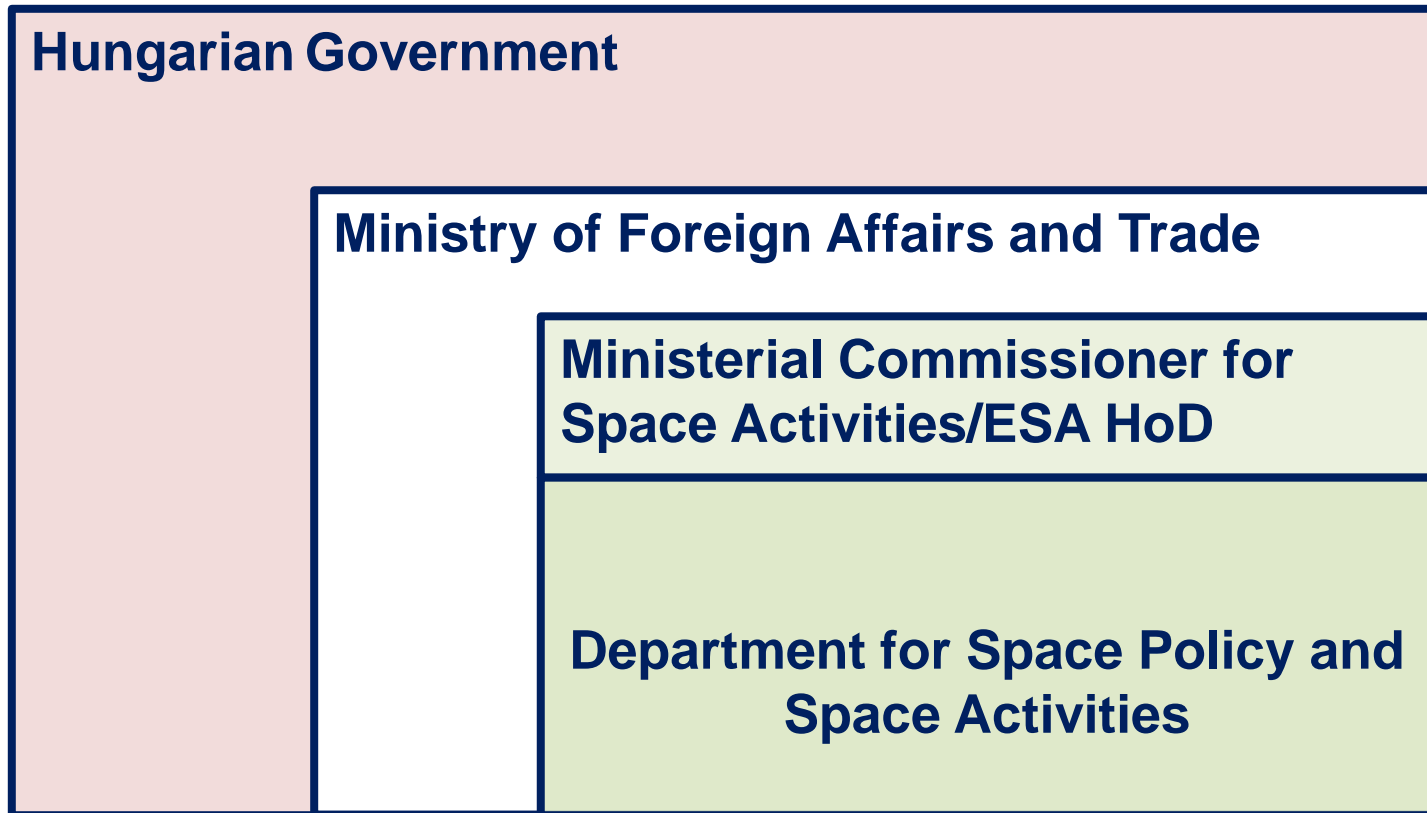 Hungarian Government
Ministry of Foreign Affairs and Trade
Ministerial Commissioner for
Space Activities/ESA HoD
Department for Space Policy and
Space Activities